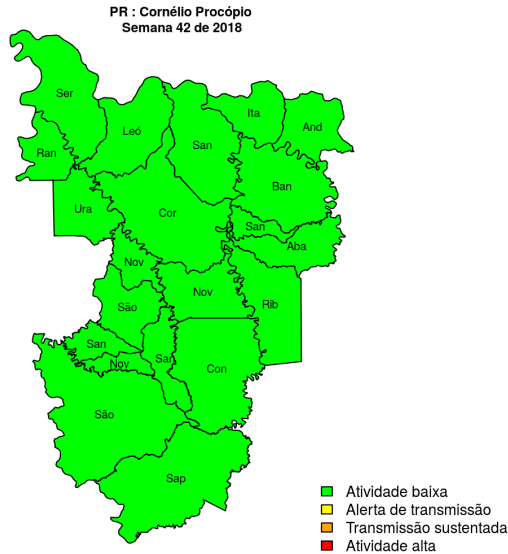 PR : Cornélio Procópio
Semana 42 de 2018
Ser
Leó
Ita
And
San
Ran
Ban
Ura
Cor
San
Aba
Nov
Nov
Rib
São
San
San
Nov
Con
São
Sap
Atividade baixa
Alerta de transmissão
Transmissão sustentada
Atividade alta